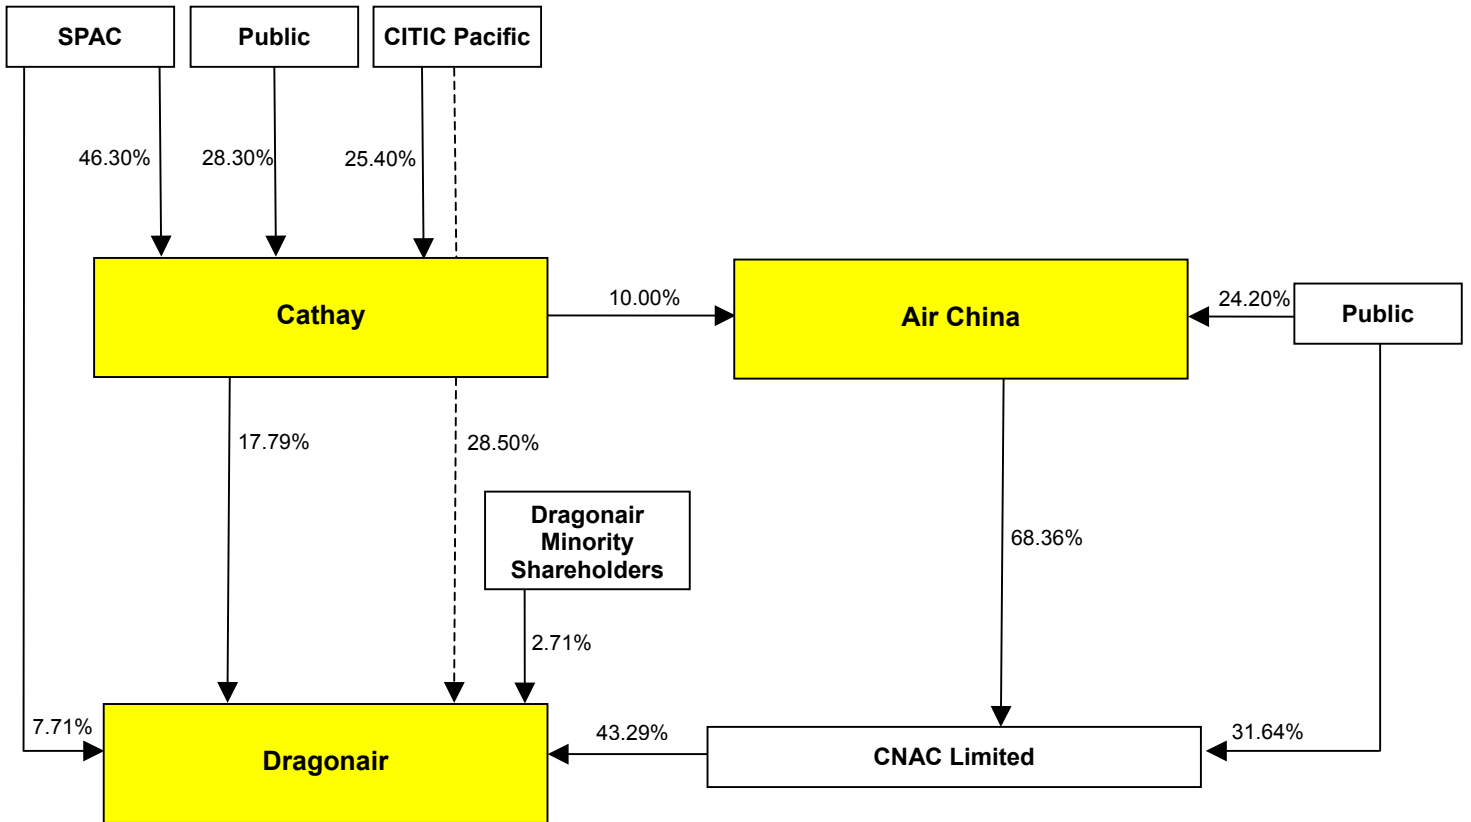 SPAC
Public
CITIC Pacific
46.30%
28.30%
25.40%
Cathay
10.00%
Air China
24.20%
Public
17.79%
28.50%
Dragonair
Minority
Shareholders
68.36%
2.71%
7.71%
Dragonair
43.29%
CNAC Limited
31.64%